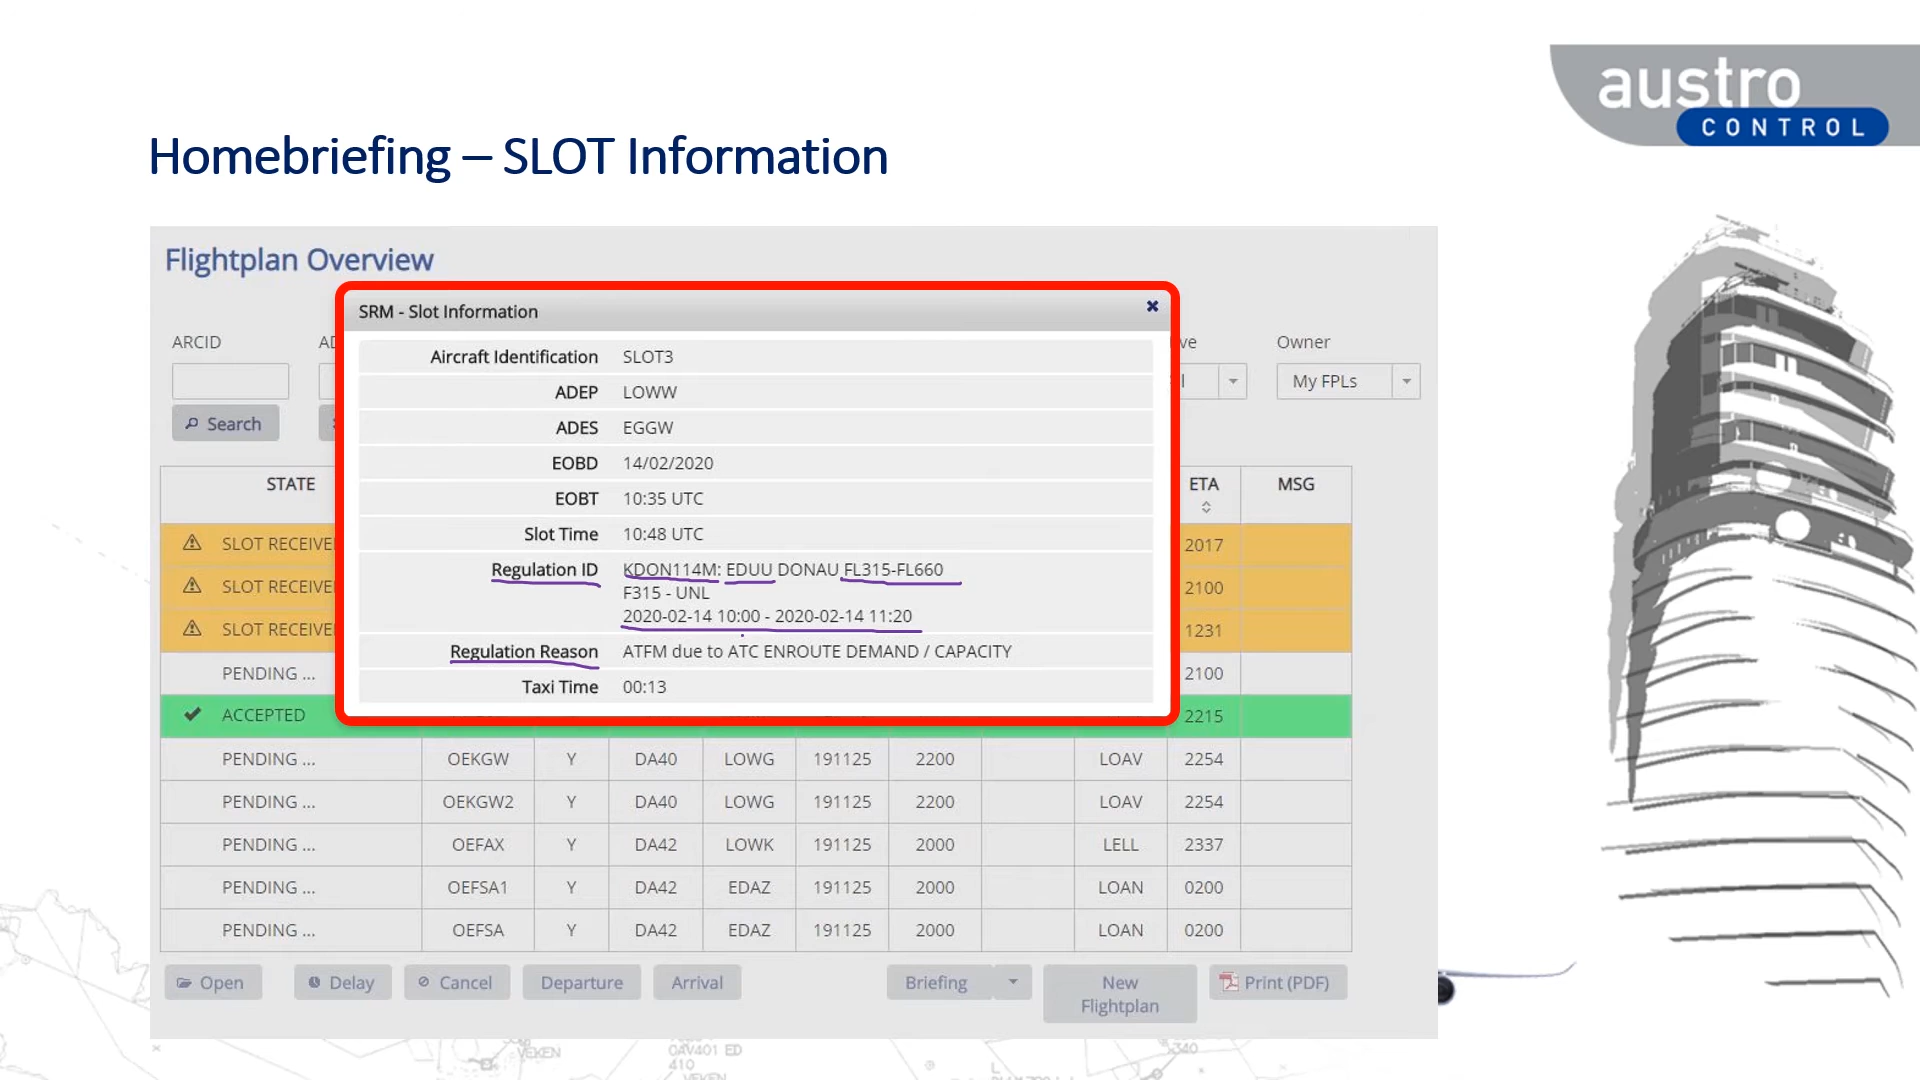 austro
CONTROL
Homebriefing – SLOT Information
Flightplan Overview
SRM - Slot Information
Aircraft Identification SLOT3
ADEP LOWW
ADES EGGW
EOBD 14/02/2020
EOBT 10:35 UTC
Slot Time 10:48 UTC
Regulation ID KDON114M: EDUU DONAU FL315-FL660
F315 - UNL
2020-02-14 10:00 - 2020-02-14 11:20
Regulation Reason ATFM due to ATC ENROUTE DEMAND / CAPACITY
Taxi Time 00:13
ARCID Owner
My FPLs
Search
STATE ETA MSG
SLOT RECEIVE 2017
SLOT RECEIVE 2100
SLOT RECEIVE 1231
PENDING ... 2100
ACCEPTED 2215
PENDING ... OEKGW Y DA40 LOWG 191125 2200 LOAV 2254
PENDING ... OEKGW2 Y DA40 LOWG 191125 2200 LOAV 2254
PENDING ... OEFAX Y DA42 LOWK 191125 2000 LELL 2337
PENDING ... OEFSA1 Y DA42 EDAZ 191125 2000 LOAN 0200
PENDING ... OEFSA Y DA42 EDAZ 191125 2000 LOAN 0200
Open Delay Cancel Departure Arrival Briefing New Flightplan Print (PDF)
VEKEN
410